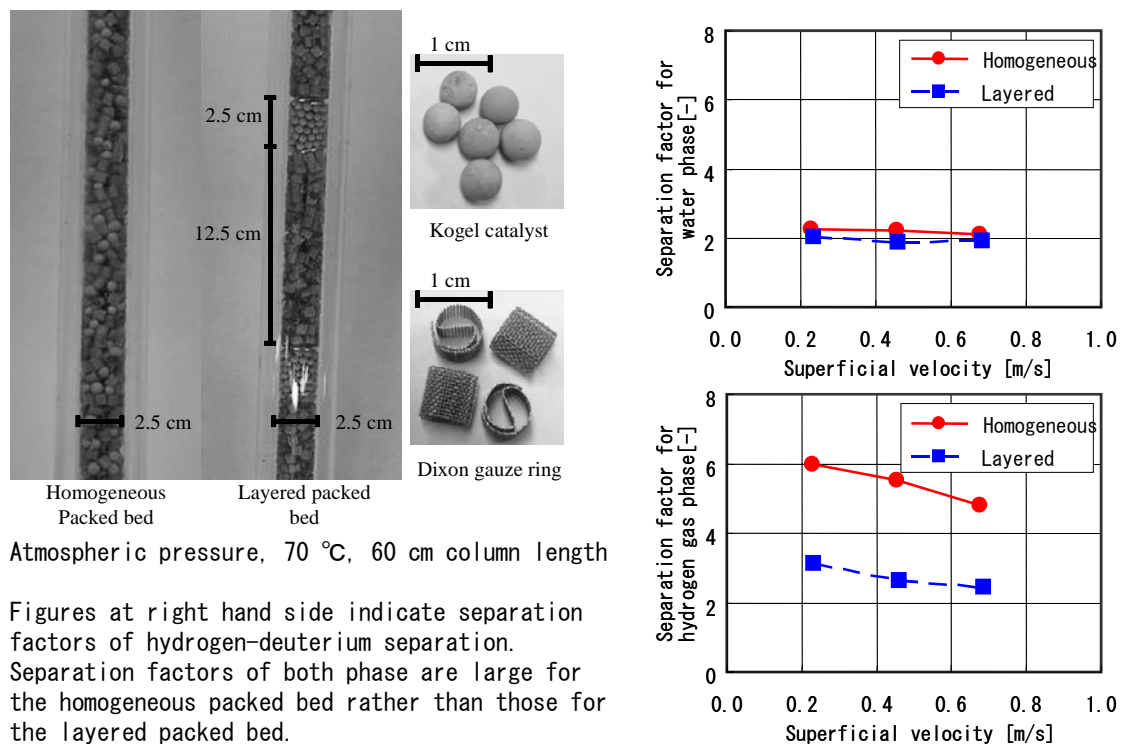 2.5 cm
12.5 cm
2.5 cm
2.5 cm
Homogeneous
Packed bed
Layered packed
bed
1 cm
Kogel catalyst
1 cm
Dixon gauze ring
Atmospheric pressure, 70 ℃, 60 cm column length
Figures at right hand side indicate separation
factors of hydrogen-deuterium separation.
Separation factors of both phase are large for
the homogeneous packed bed rather than those for
the layered packed bed.
Separation factor for
water phase[-]
8
6
4
2
0
Homogeneous
Layered
0.0 0.2 0.4 0.6 0.8 1.0
Superficial velocity [m/s]
Separation factor for
hydrogen gas phase[-]
8
6
4
2
0
Homogeneous
Layered
0.0 0.2 0.4 0.6 0.8 1.0
Superficial velocity [m/s]